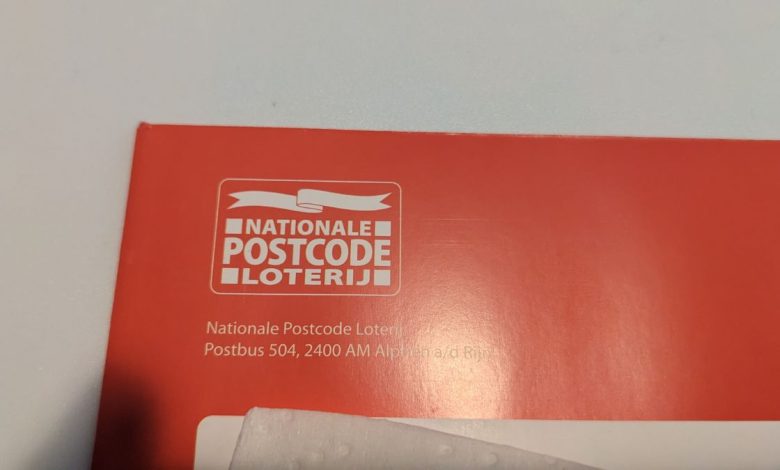 NATIONALE
POSTCODE
LOTERIJ
Nationale Postcode Loterij
Postbus 504, 2400 AM Alphen a/d Rijn